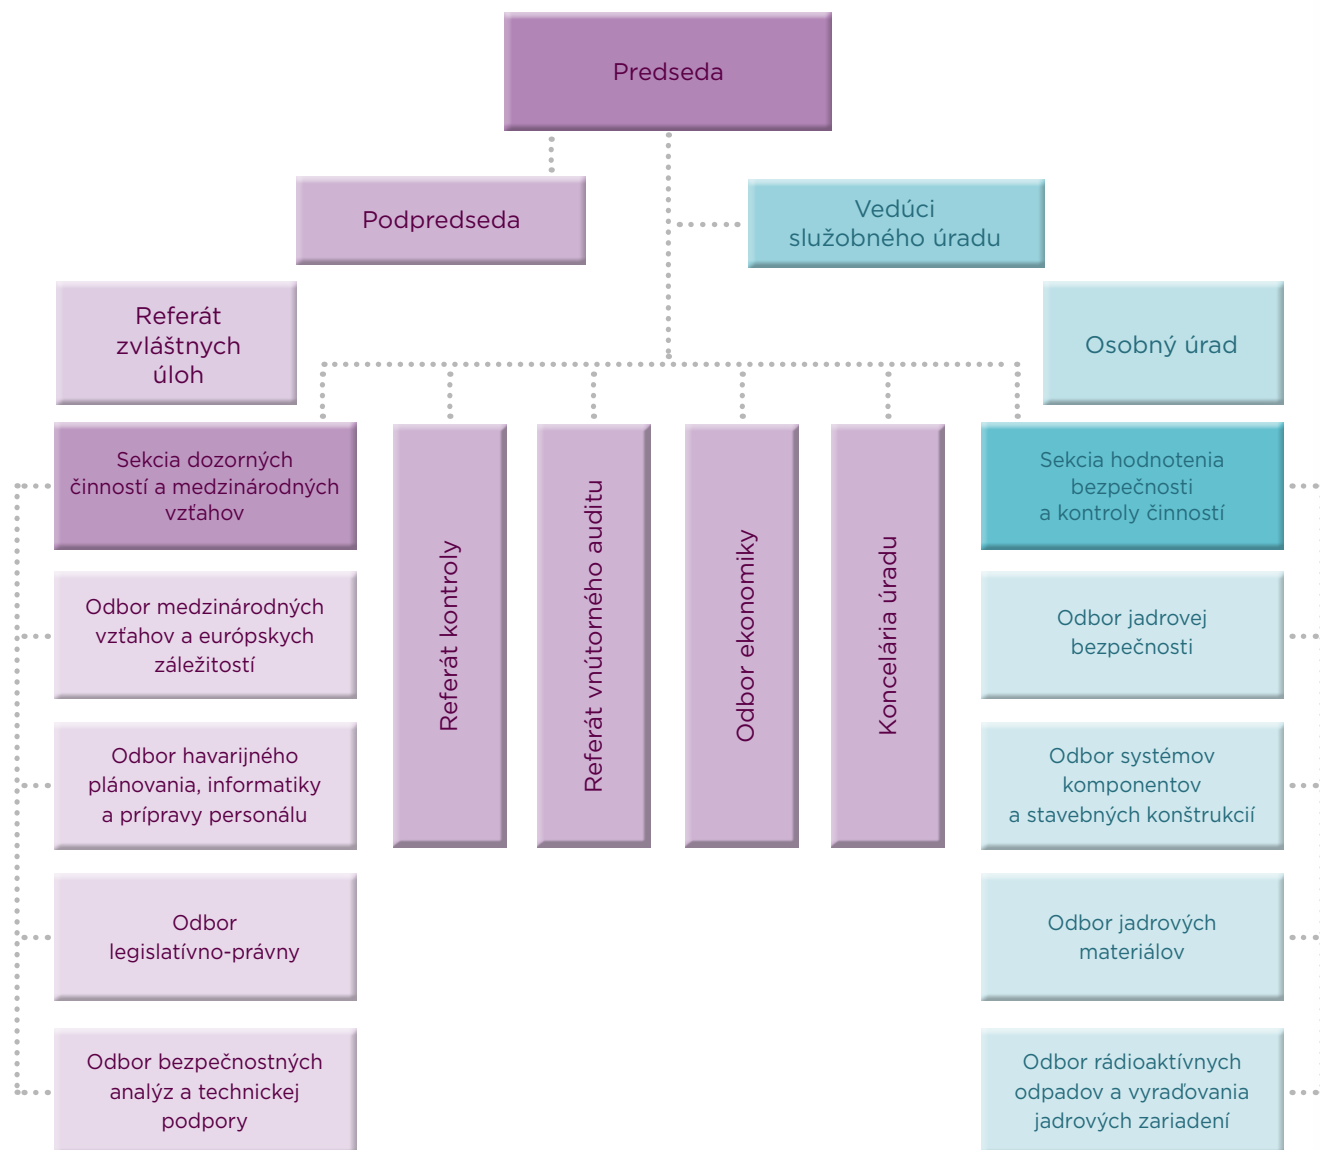 Predseda
Podpredseda
Vedúci
služobného úradu
Referát
zvláštnych
úloh
Osobný úrad
Sekcia dozorných
činností a medzinárodných
vzťahov
Odbor medzinárodných
vzťahov a európskych
záležitostí
Odbor havarijného
plánovania, informatiky
a prípravy personálu
Odbor
legislatívno-právny
Odbor bezpečnostných
analýz a technickej
podpory
Referát kontroly
Referát vnútorného auditu
Odbor ekonomiky
Koncelária úradu
Sekcia hodnotenia
bezpečnosti
a kontroly činností
Odbor jadrovej
bezpečnosti
Odbor systémov
komponentov
a stavebných konštrukcií
Odbor jadrových
materiálov
Odbor rádioaktívnych
odpadov a vyraďovania
jadrových zariadení